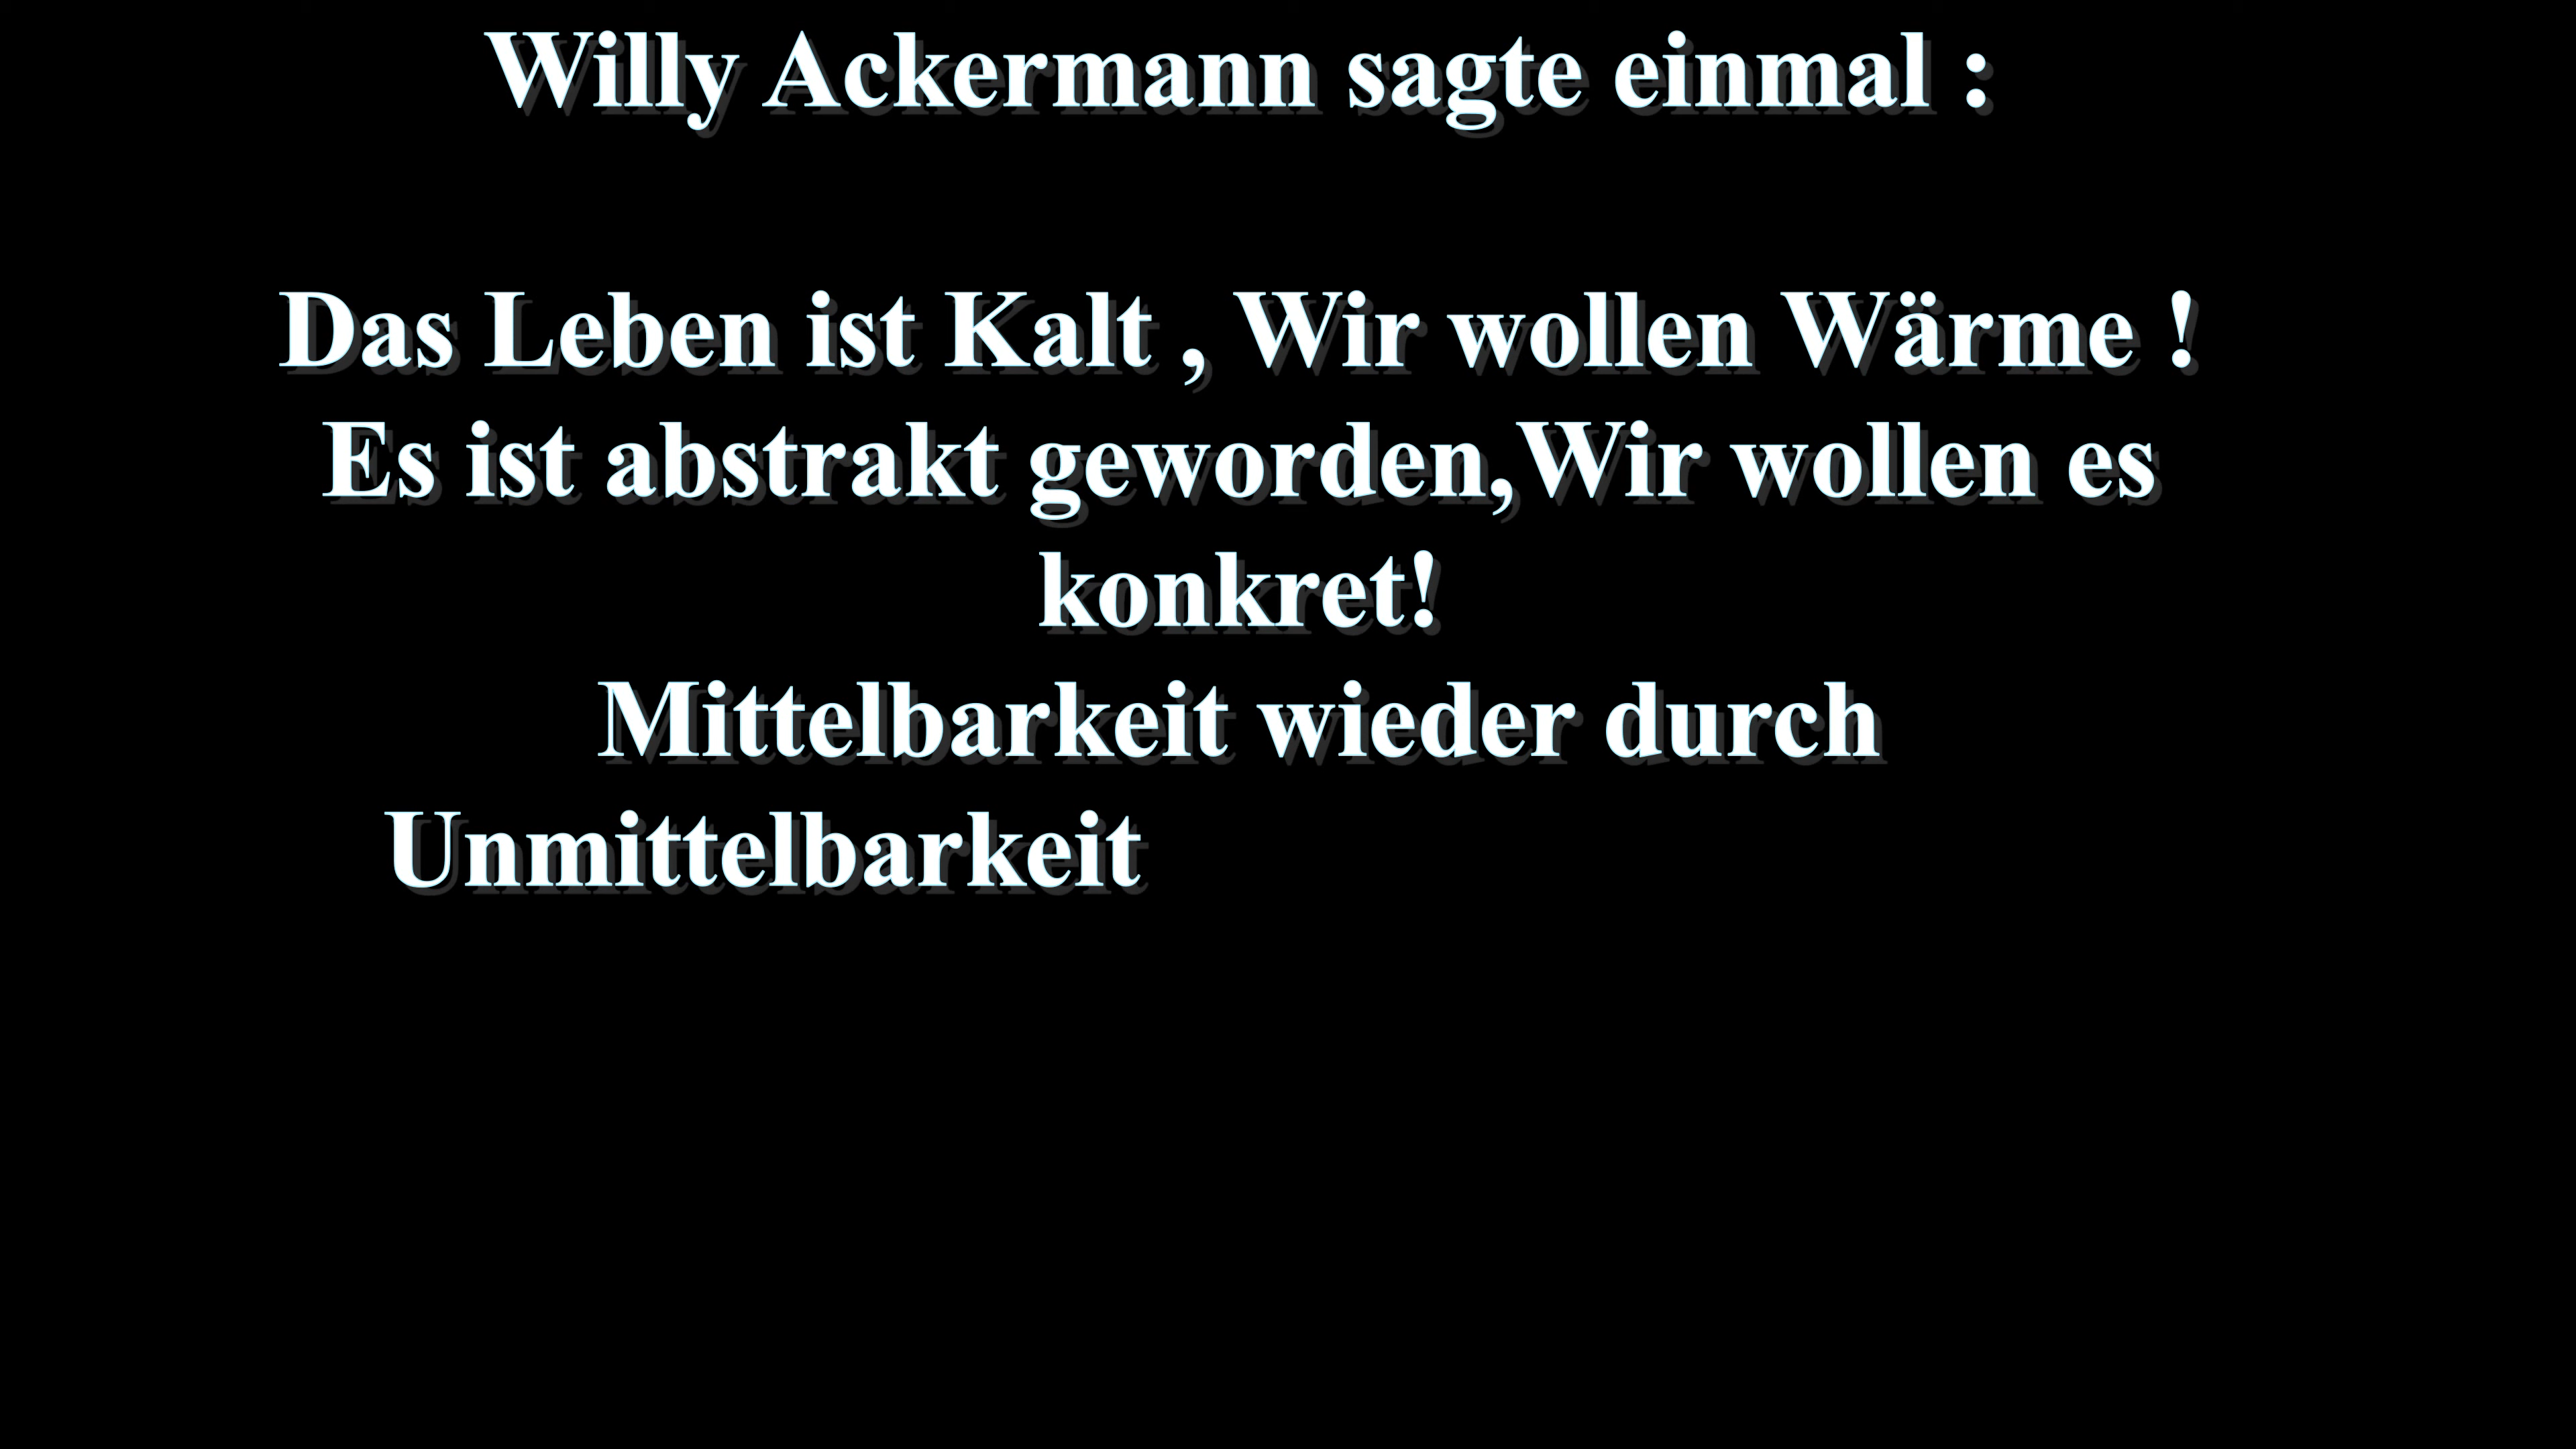 Willy Ackermann sagte einmal :
Das Leben ist Kalt , Wir wollen Wärme !
Es ist abstrakt geworden,Wir wollen es
konkret!
Mittelbarkeit wieder durch
Unmittelbarkeit